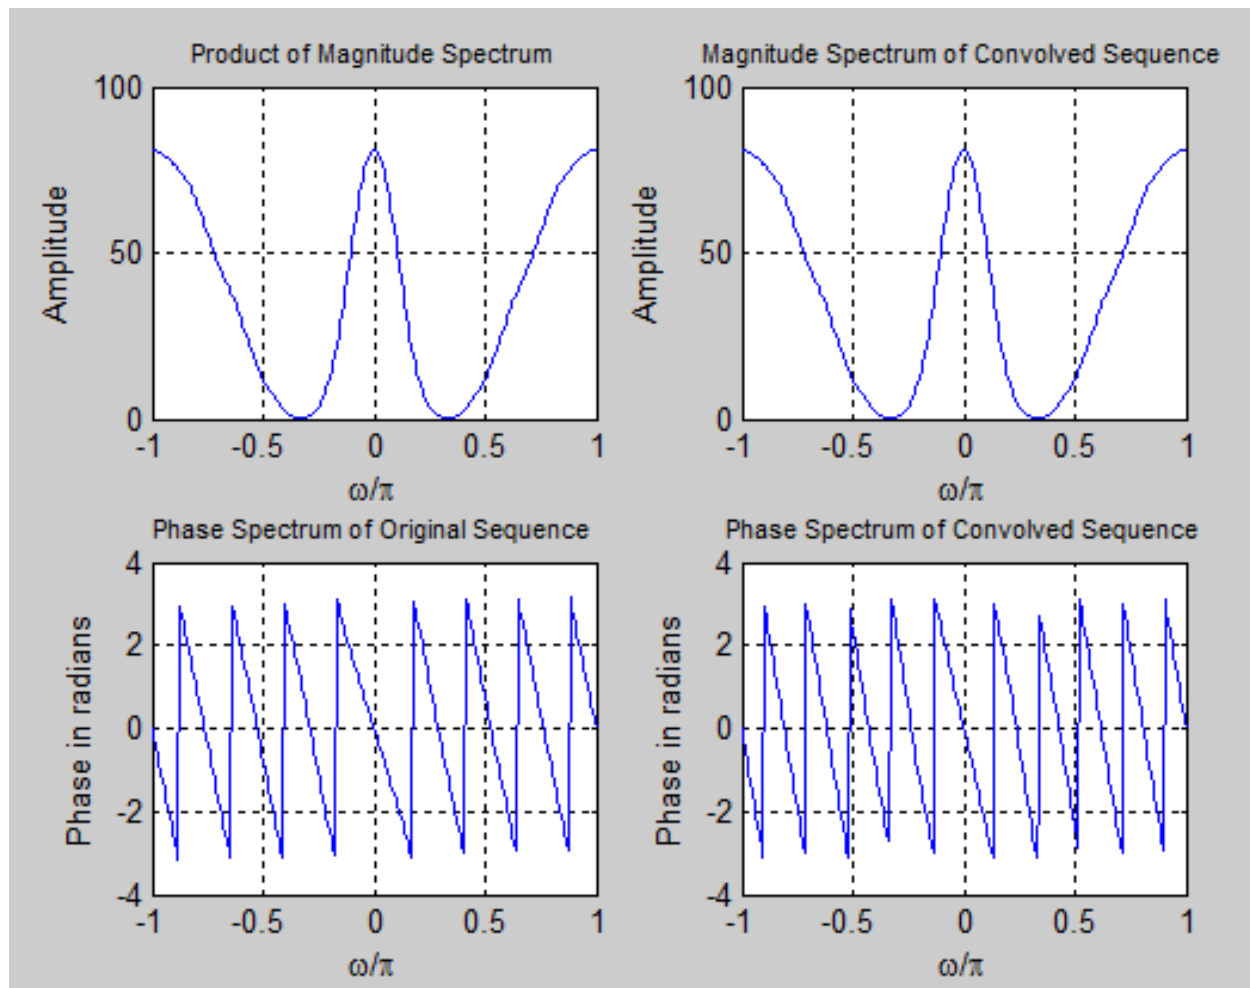 Product of Magnitude Spectrum
100
50
0
Amplitude
-1 -0.5 0 0.5 1
ω/π
Magnitude Spectrum of Convolved Sequence
100
50
0
Amplitude
-1 -0.5 0 0.5 1
ω/π
Phase Spectrum of Original Sequence
4
2
0
-2
-4
Phase in radians
-1 -0.5 0 0.5 1
ω/π
Phase Spectrum of Convolved Sequence
4
2
0
-2
-4
Phase in radians
-1 -0.5 0 0.5 1
ω/π